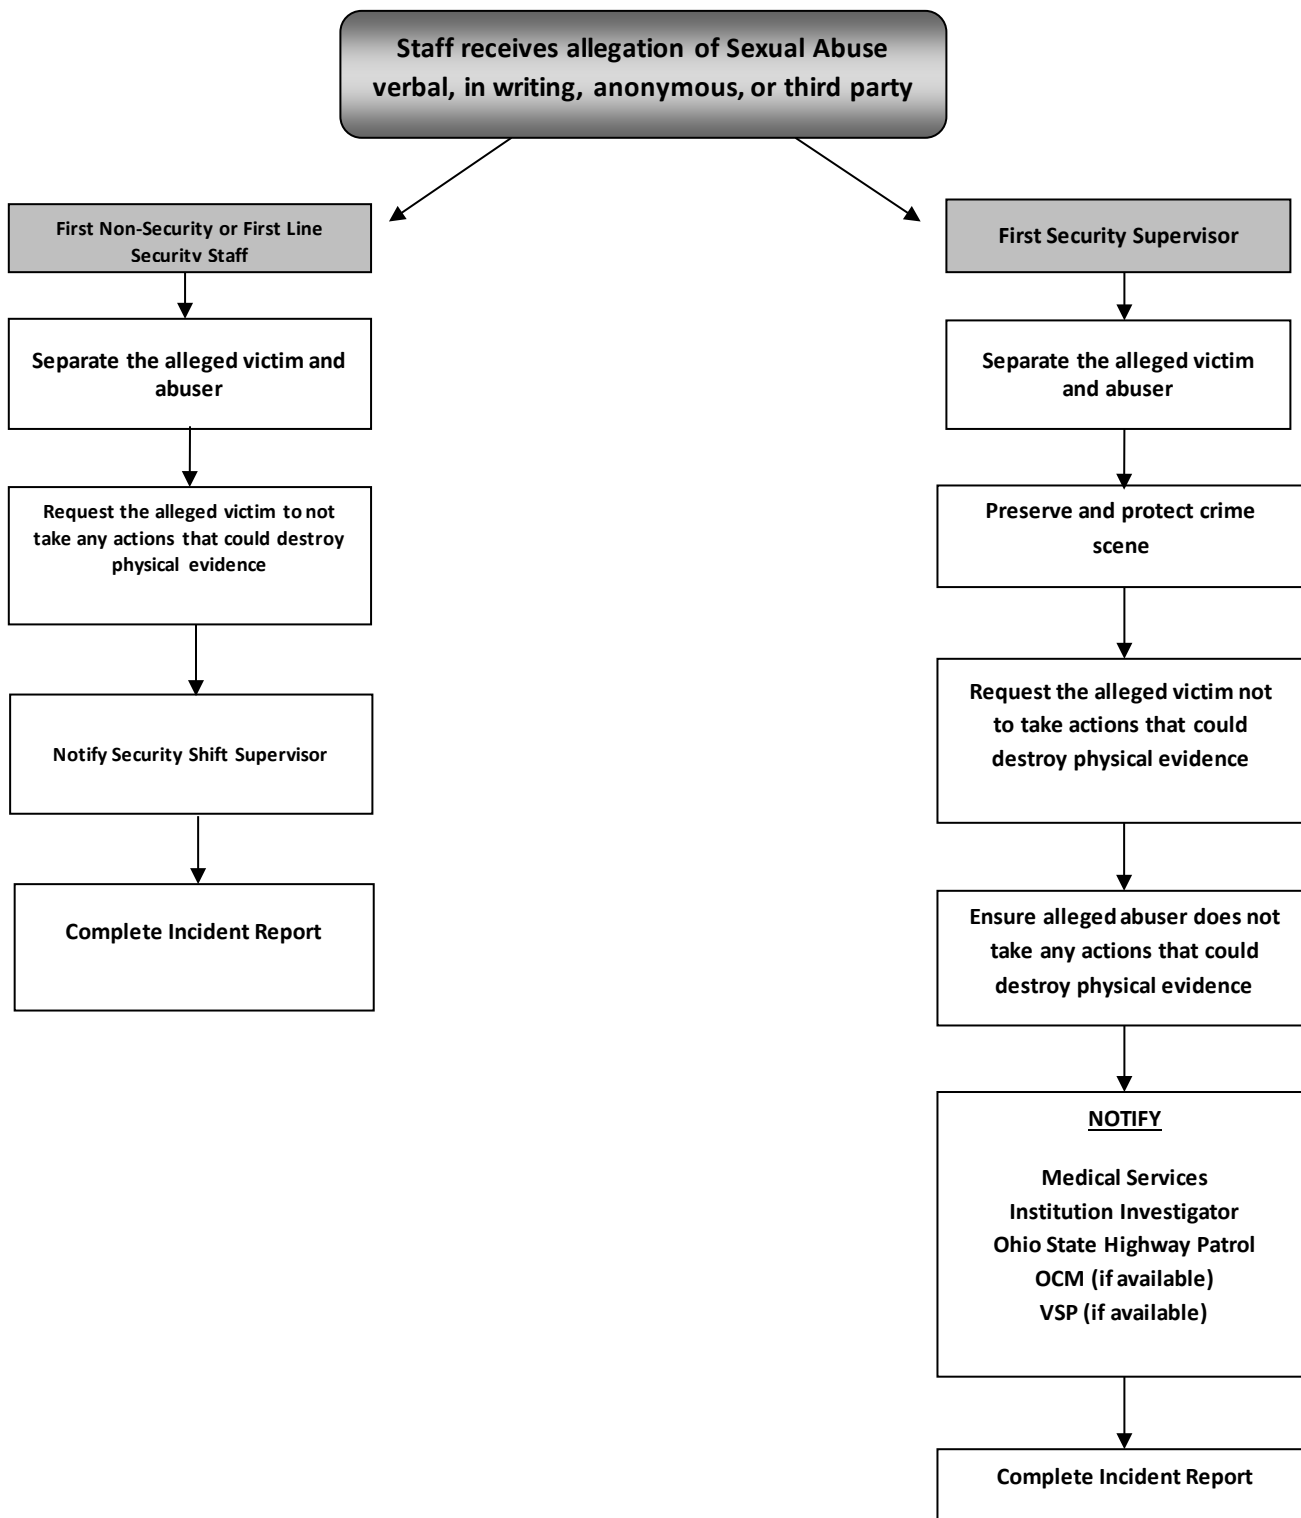 Staff receives allegation of Sexual Abuse
verbal, in writing, anonymous, or third party
First Non-Security or First Line
Security Staff
Separate the alleged victim and
abuser
Request the alleged victim to not
take any actions that could destroy
physical evidence
Notify Security Shift Supervisor
Complete Incident Report
First Security Supervisor
Separate the alleged victim
and abuser
Preserve and protect crime
scene
Request the alleged victim not
to take actions that could
destroy physical evidence
Ensure alleged abuser does not
take any actions that could
destroy physical evidence
NOTIFY
Medical Services
Institution Investigator
Ohio State Highway Patrol
OCM (if available)
VSP (if available)
Complete Incident Report